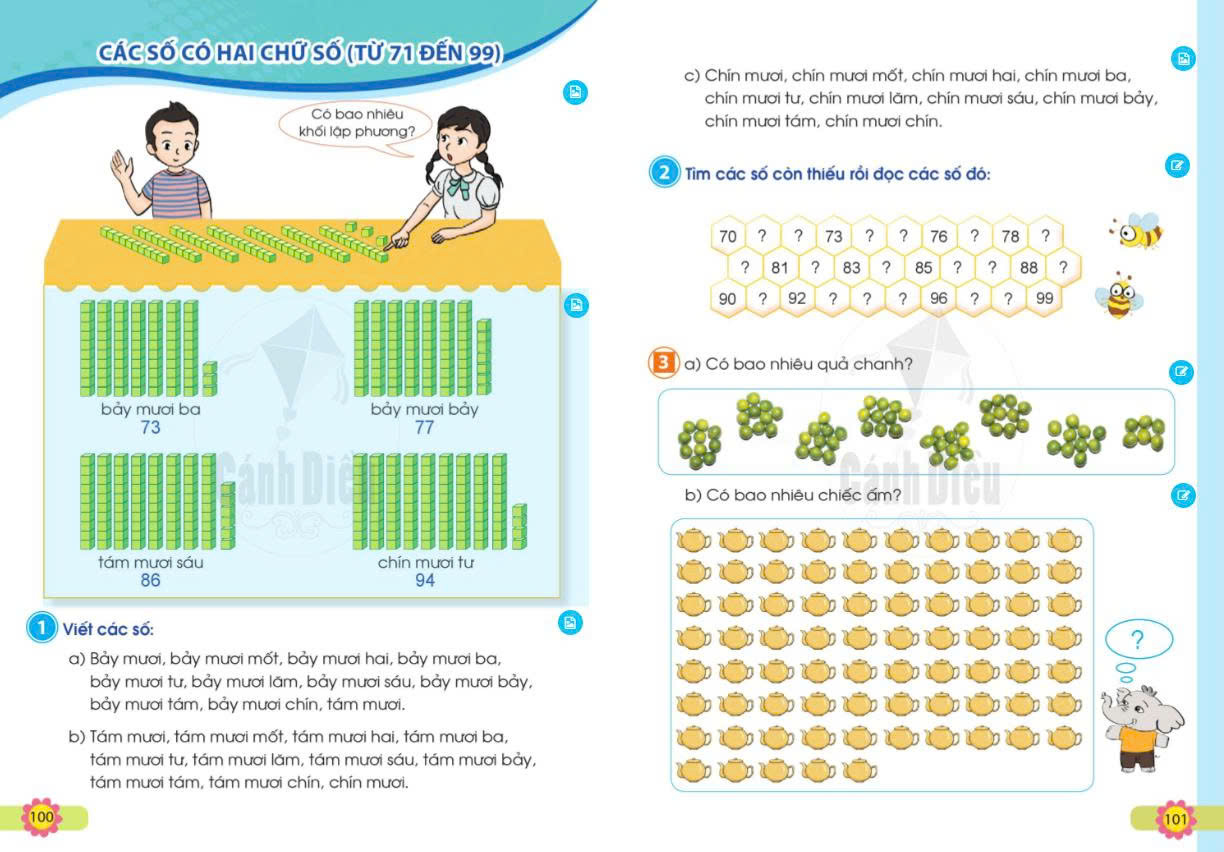 CÁC SỐ CÓ HAI CHỮ SỐ (TỪ 71 ĐẾN 99)
Có bao nhiêu
khối lập phương?
bảy mươi ba
73
bảy mươi bảy
77
tám mươi sáu
86
chín mươi tư
94
Cánh Diều
1 Viết các số:
a) Bảy mươi, bảy mươi mốt, bảy mươi hai, bảy mươi ba,
bảy mươi tư, bảy mươi lăm, bảy mươi sáu, bảy mươi bảy,
bảy mươi tám, bảy mươi chín, tám mươi.
b) Tám mươi, tám mươi mốt, tám mươi hai, tám mươi ba,
tám mươi tư, tám mươi lăm, tám mươi sáu, tám mươi bảy,
tám mươi tám, tám mươi chín, chín mươi.
100
c) Chín mươi, chín mươi mốt, chín mươi hai, chín mươi ba,
chín mươi tư, chín mươi lăm, chín mươi sáu, chín mươi bảy,
chín mươi tám, chín mươi chín.
2 Tìm các số còn thiếu rồi đọc các số đó:
70 ? ? 73 ? ? 76 ? 78 ?
? 81 ? 83 ? 85 ? ? 88 ?
90 ? 92 ? ? ? 96 ? ? 99
3 a) Có bao nhiêu quả chanh?
Cánh Diều
b) Có bao nhiêu chiếc ấm?
?
101